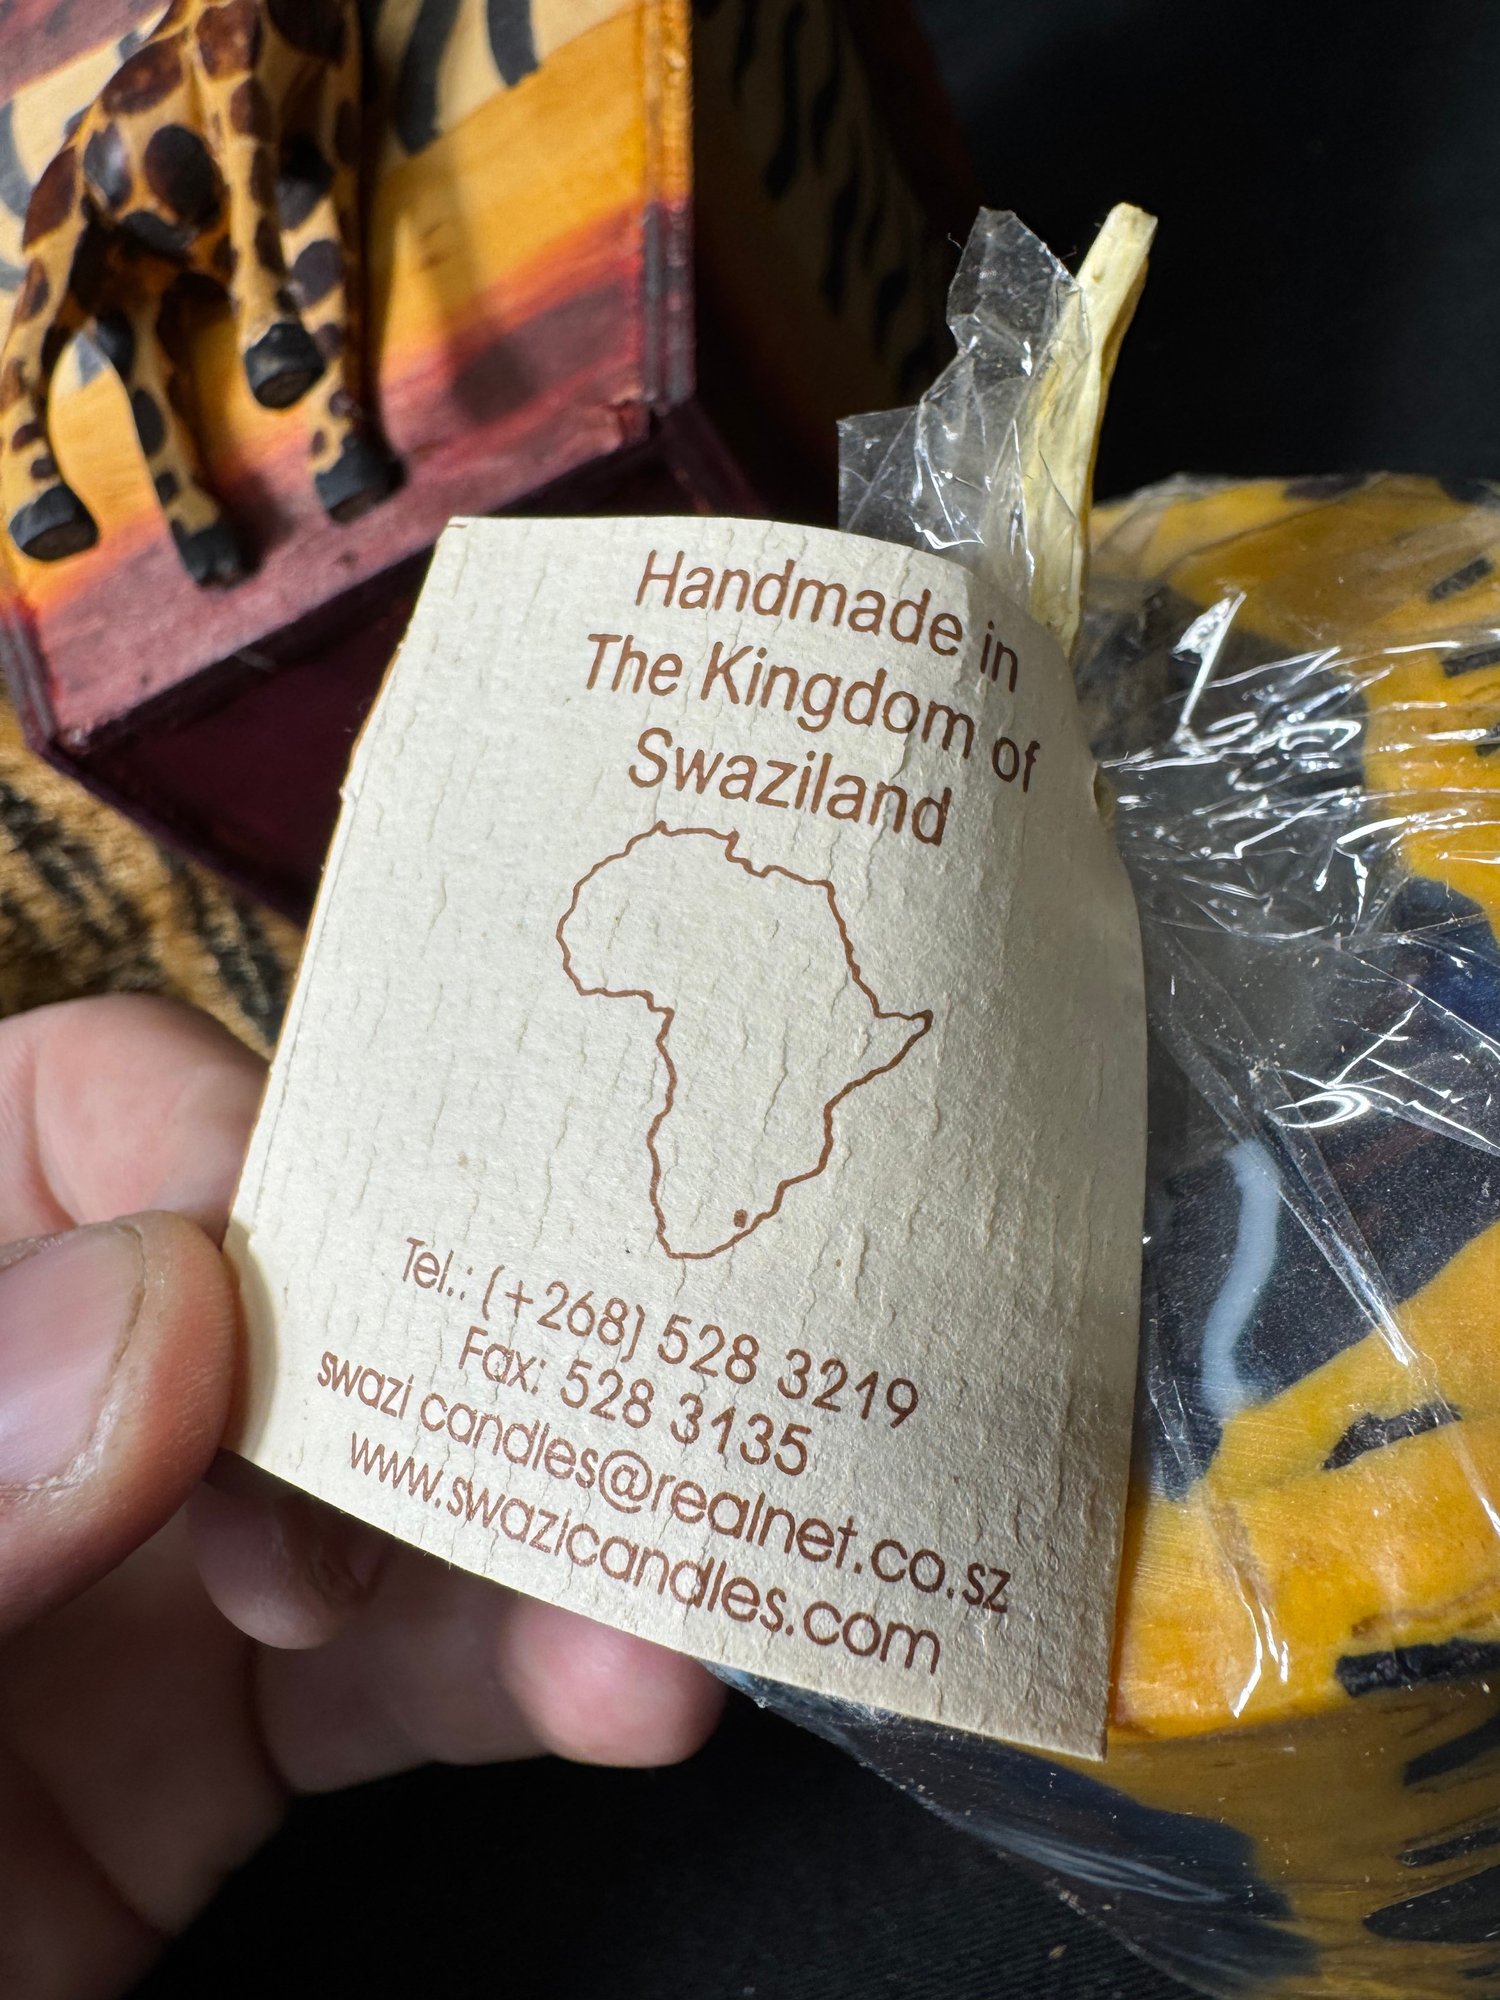 Handmade in
The Kingdom of
Swaziland
Tel.: (+268) 528 3219
Fax: 528 3135
swazi candles@realnet.co.sz
www.swazicandles.com